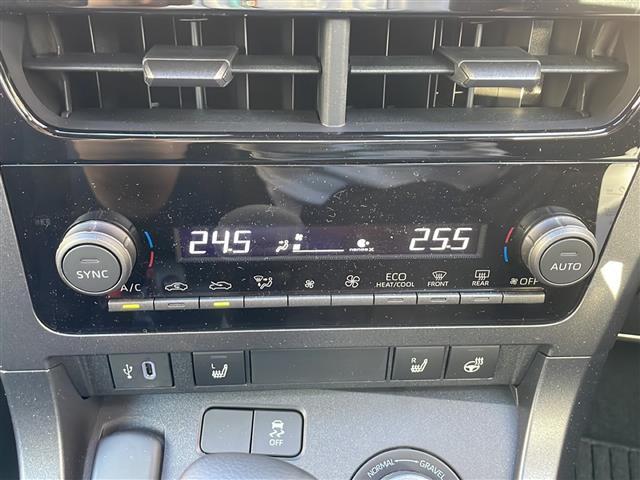 24.5
nanoe X
25.5
SYNC
AUTO
A/C
ECO
HEAT/COOL
FRONT
REAR
OFF
L
R
OFF
NORMAL
GRAVEL